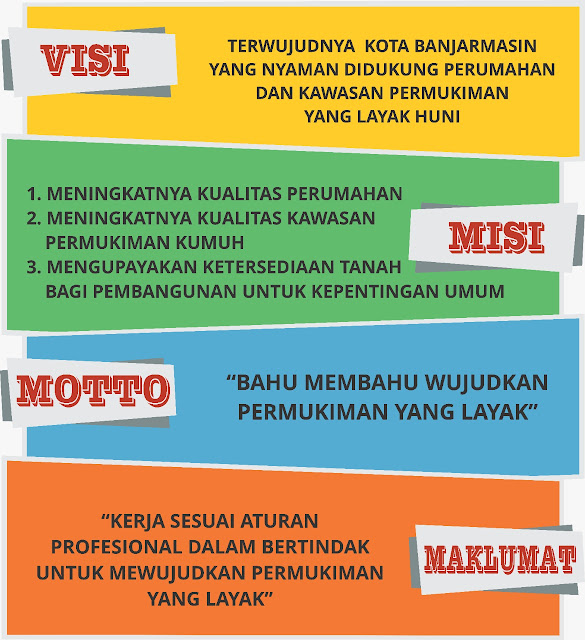 VISI
TERWUJUDNYA KOTA BANJARMASIN
YANG NYAMAN DIDUKUNG PERUMAHAN
DAN KAWASAN PERMUKIMAN
YANG LAYAK HUNI
MISI
1. MENINGKATNYA KUALITAS PERUMAHAN
2. MENINGKATNYA KUALITAS KAWASAN
PERMUKIMAN KUMUH
3. MENGUPAYAKAN KETERSEDIAAN TANAH
BAGI PEMBANGUNAN UNTUK KEPENTINGAN UMUM
MOTTO
“BAHU MEMBAHU WUJUDKAN
PERMUKIMAN YANG LAYAK”
MAKLUMAT
“KERJA SESUAI ATURAN
PROFESIONAL DALAM BERTINDAK
UNTUK MEWUJUDKAN PERMUKIMAN
YANG LAYAK”